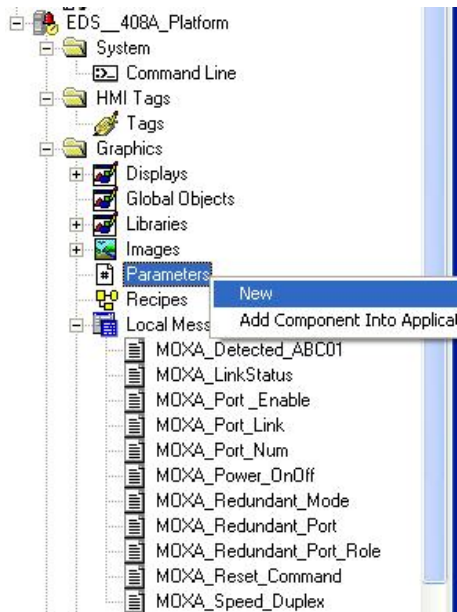 EDS__408A_Platform
System
Command Line
HMI Tags
Tags
Graphics
Displays
Global Objects
Libraries
Images
Parameters
New
Recipes
Add Component Into Applicat
Local Mess
MOXA_Detected_ABC01
MOXA_LinkStatus
MOXA_Port _Enable
MOXA_Port_Link
MOXA_Port_Num
MOXA_Power_OnOff
MOXA_Redundant_Mode
MOXA_Redundant_Port
MOXA_Redundant_Port_Role
MOXA_Reset_Command
MOXA_Speed_Duplex